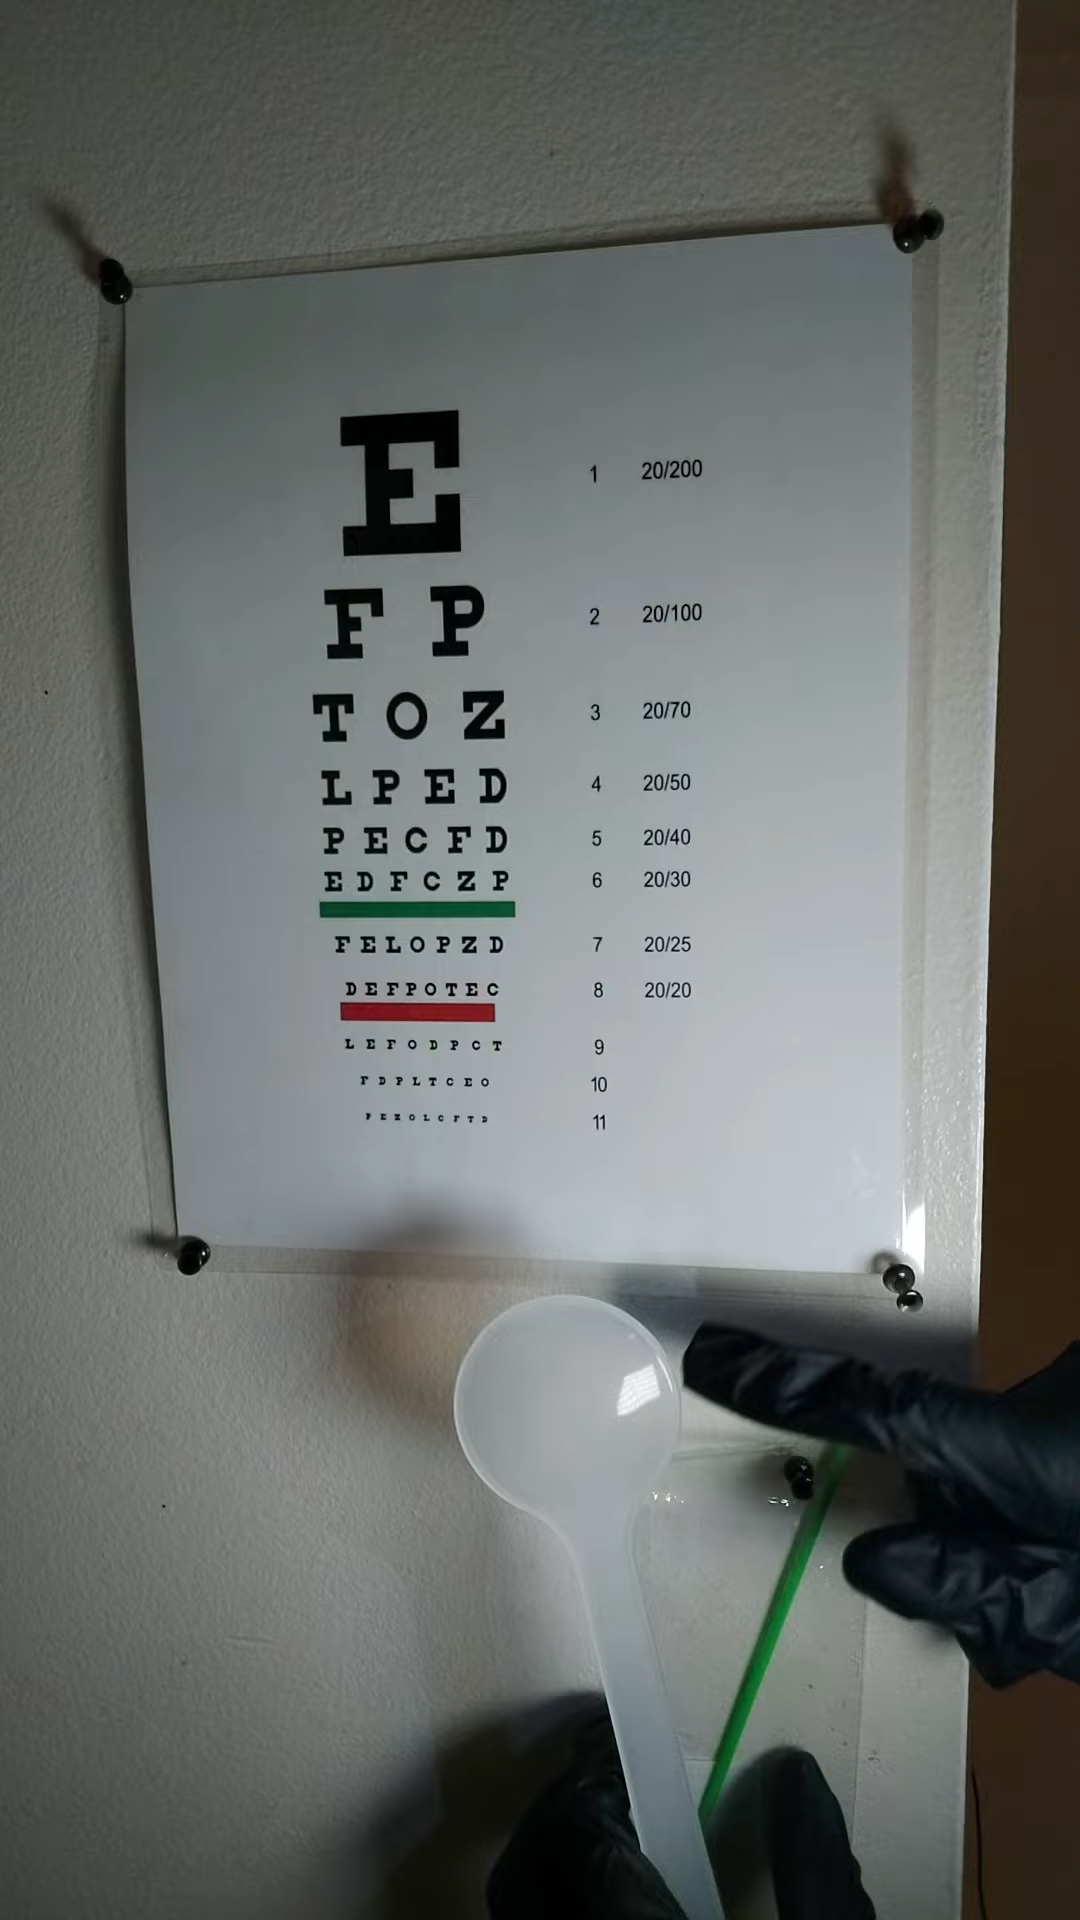 E 1 20/200
F P 2 20/100
T O Z 3 20/70
L P E D 4 20/50
P E C F D 5 20/40
E D F C Z P 6 20/30
F E L O P Z D 7 20/25
D E F P O T E C 8 20/20
L E F O D P C T 9
F D P L T C E O 10
P E Z O L C F T D 11